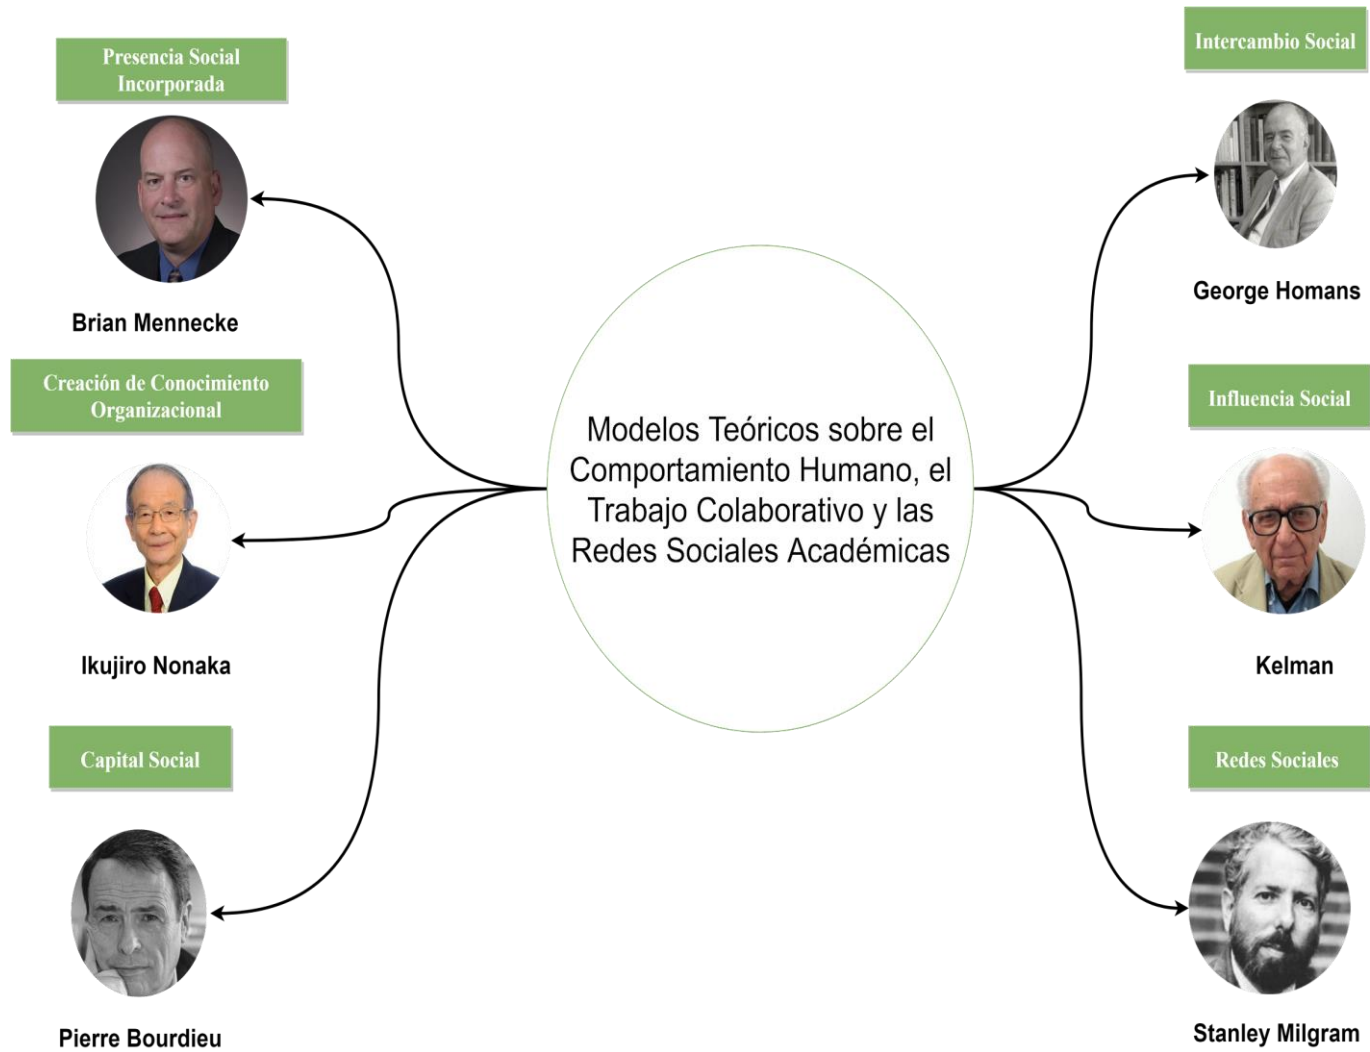 Presencia Social
Incorporada
Brian Mennecke
Creación de Conocimiento
Organizacional
Ikujiro Nonaka
Capital Social
Pierre Bourdieu
Modelos Teóricos sobre el
Comportamiento Humano, el
Trabajo Colaborativo y las
Redes Sociales Académicas
Intercambio Social
George Homans
Influencia Social
Kelman
Redes Sociales
Stanley Milgram